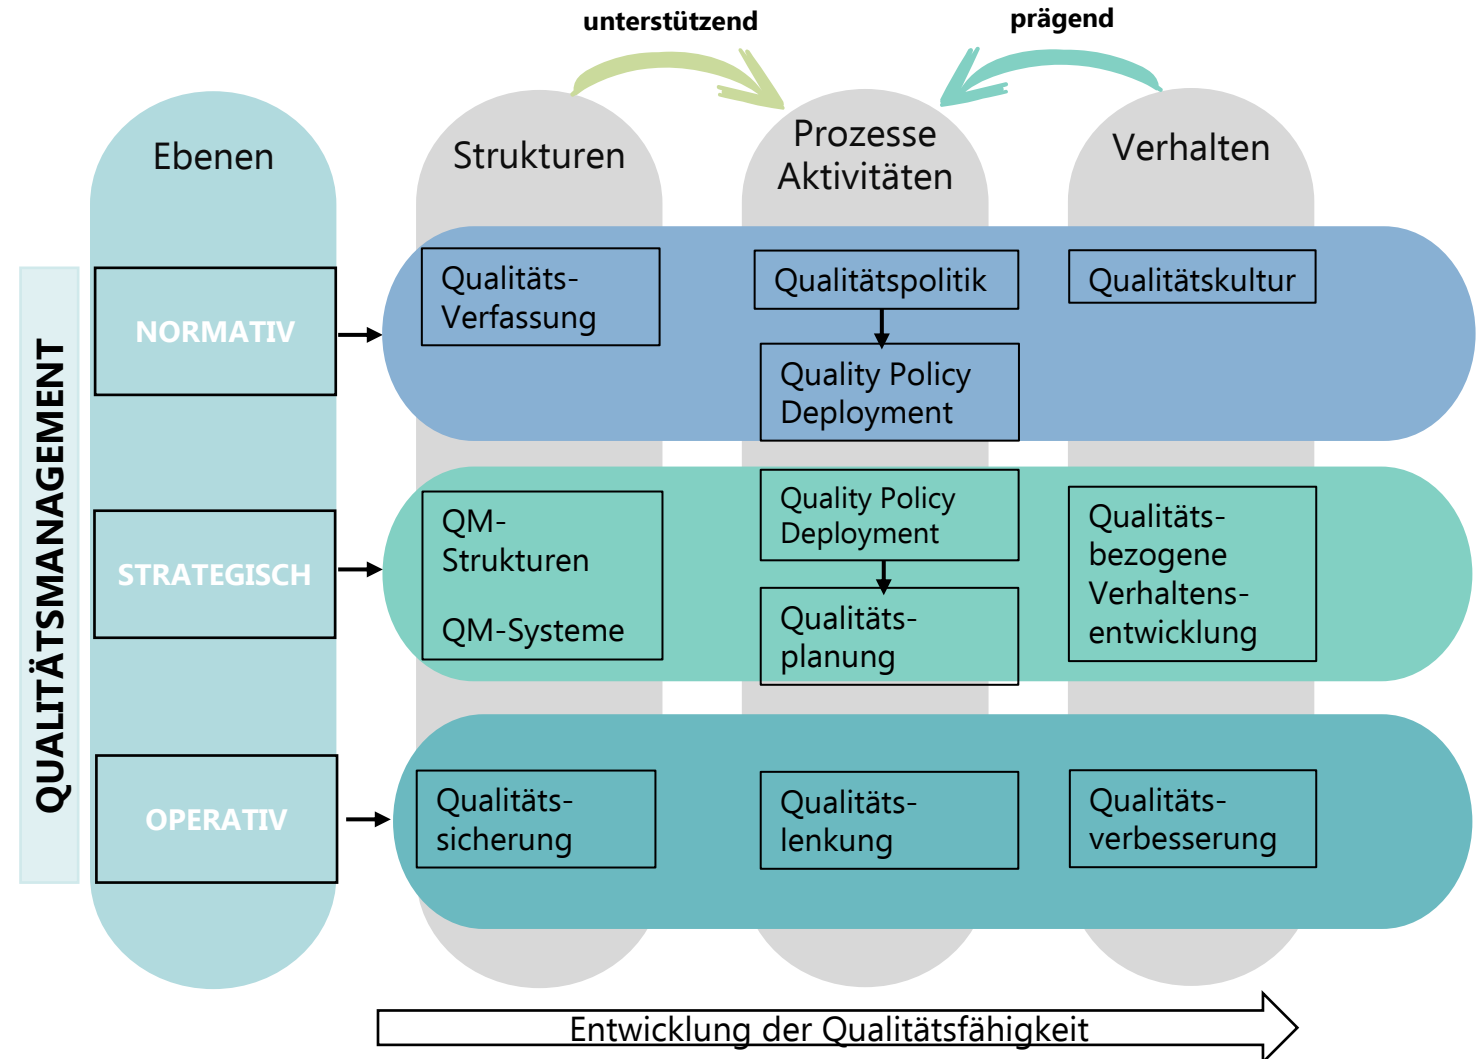 unterstützend
prägend
Ebenen
Strukturen
Prozesse
Aktivitäten
Verhalten
QUALITÄTSMANAGEMENT
NORMATIV
Qualitäts-
Verfassung
Qualitätspolitik
Quality Policy
Deployment
Qualitätskultur
STRATEGISCH
QM-
Strukturen
QM-Systeme
Quality Policy
Deployment
Qualitäts-
planung
Qualitäts-
bezogene
Verhaltens-
entwicklung
OPERATIV
Qualitäts-
sicherung
Qualitäts-
lenkung
Qualitäts-
verbesserung
Entwicklung der Qualitätsfähigkeit